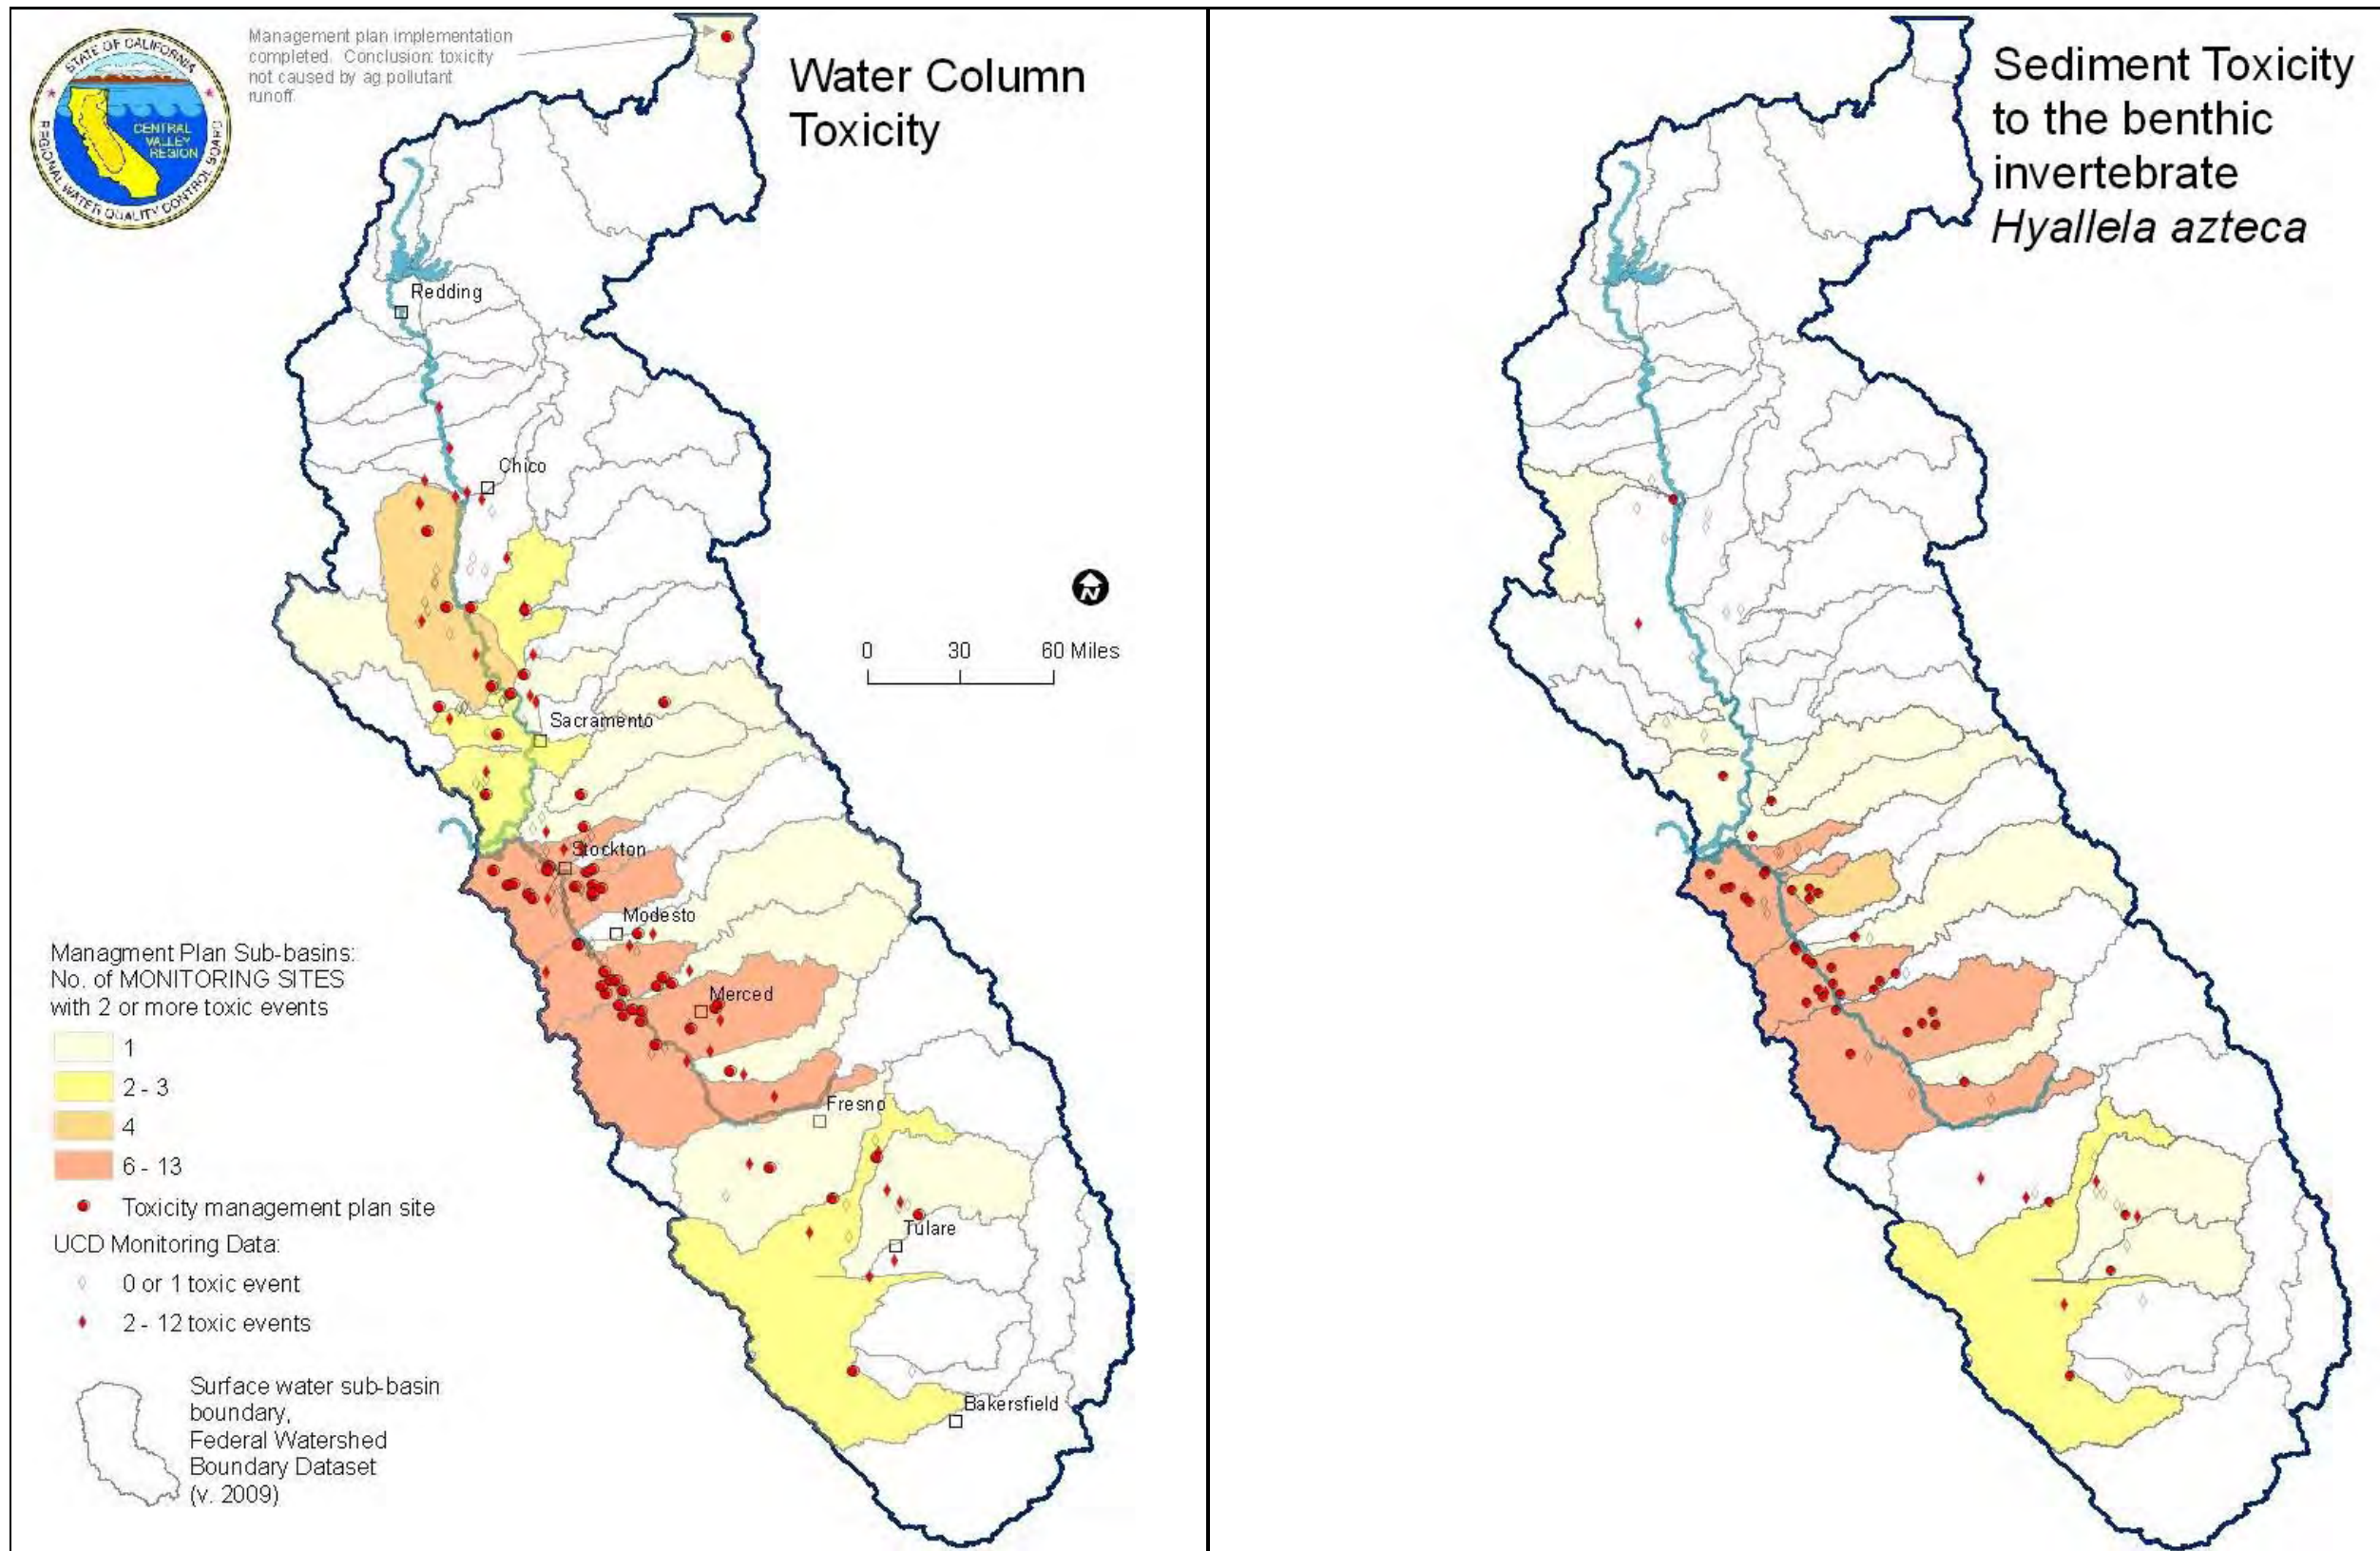 STATE OF CALIFORNIA
CENTRAL
VALLEY
REGION
REGIONAL WATER QUALITY CONTROL BOARD
Management plan implementation
completed. Conclusion: toxicity
not caused by ag pollutant
runoff.
Water Column
Toxicity
Redding
Chico
N
0 30 60 Miles
Sacramento
Stockton
Modesto
Merced
Fresno
Tulare
Bakersfield
Managment Plan Sub-basins:
No. of MONITORING SITES
with 2 or more toxic events
1
2 - 3
4
6 - 13
Toxicity management plan site
UCD Monitoring Data:
0 or 1 toxic event
2 - 12 toxic events
Surface water sub-basin
boundary,
Federal Watershed
Boundary Dataset
(v. 2009)
Sediment Toxicity
to the benthic
invertebrate
Hyallela azteca